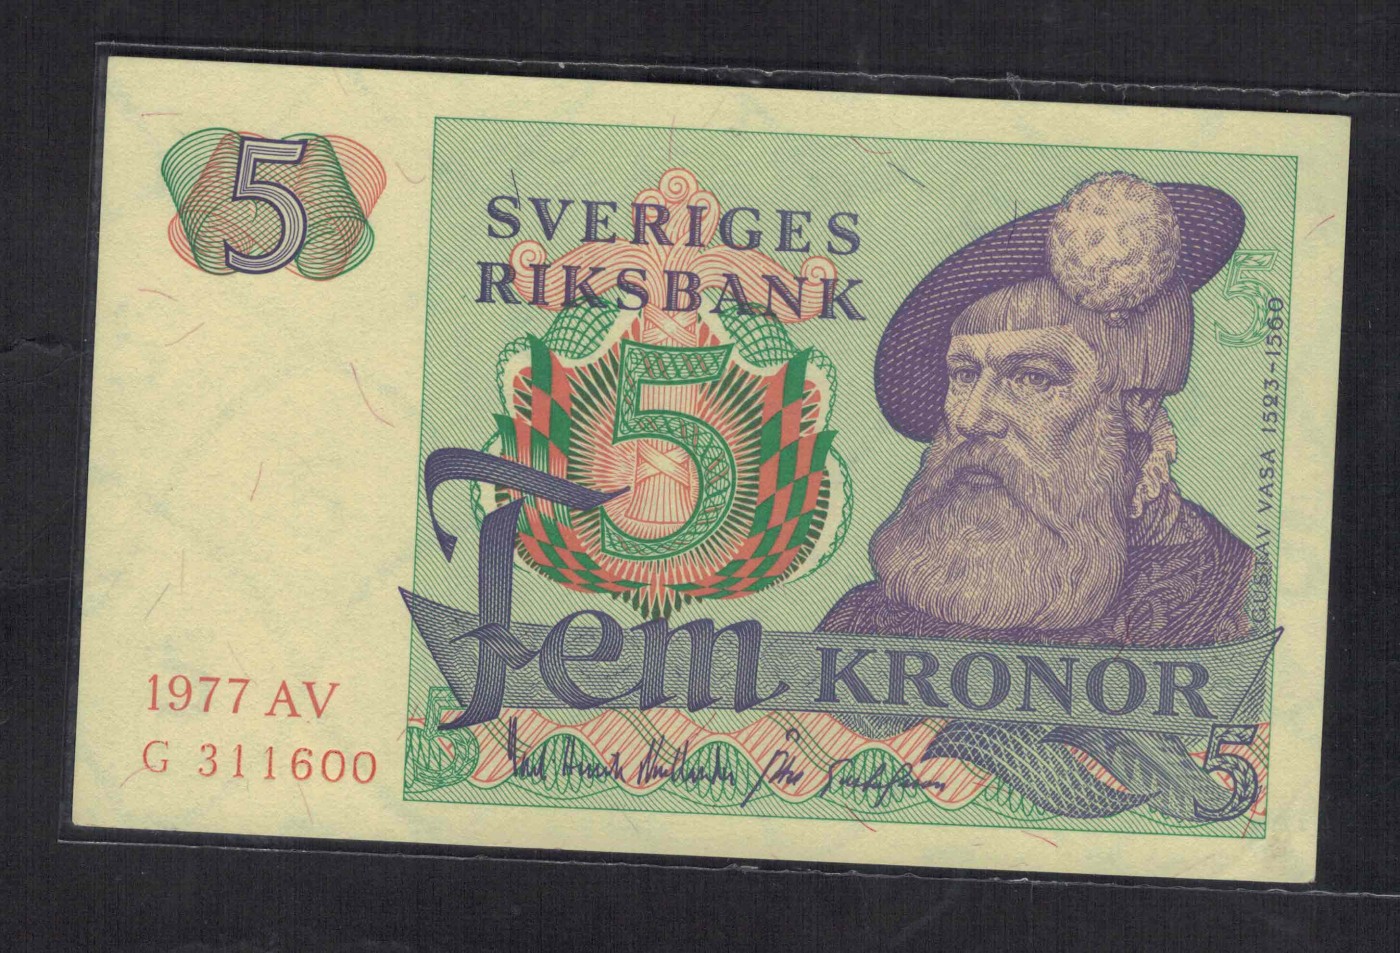 5
SVERIGES
RIKSBANK
5
5
GUSTAV VASA 1523–1560
fem KRONOR
1977 AV
G 311600
5
5